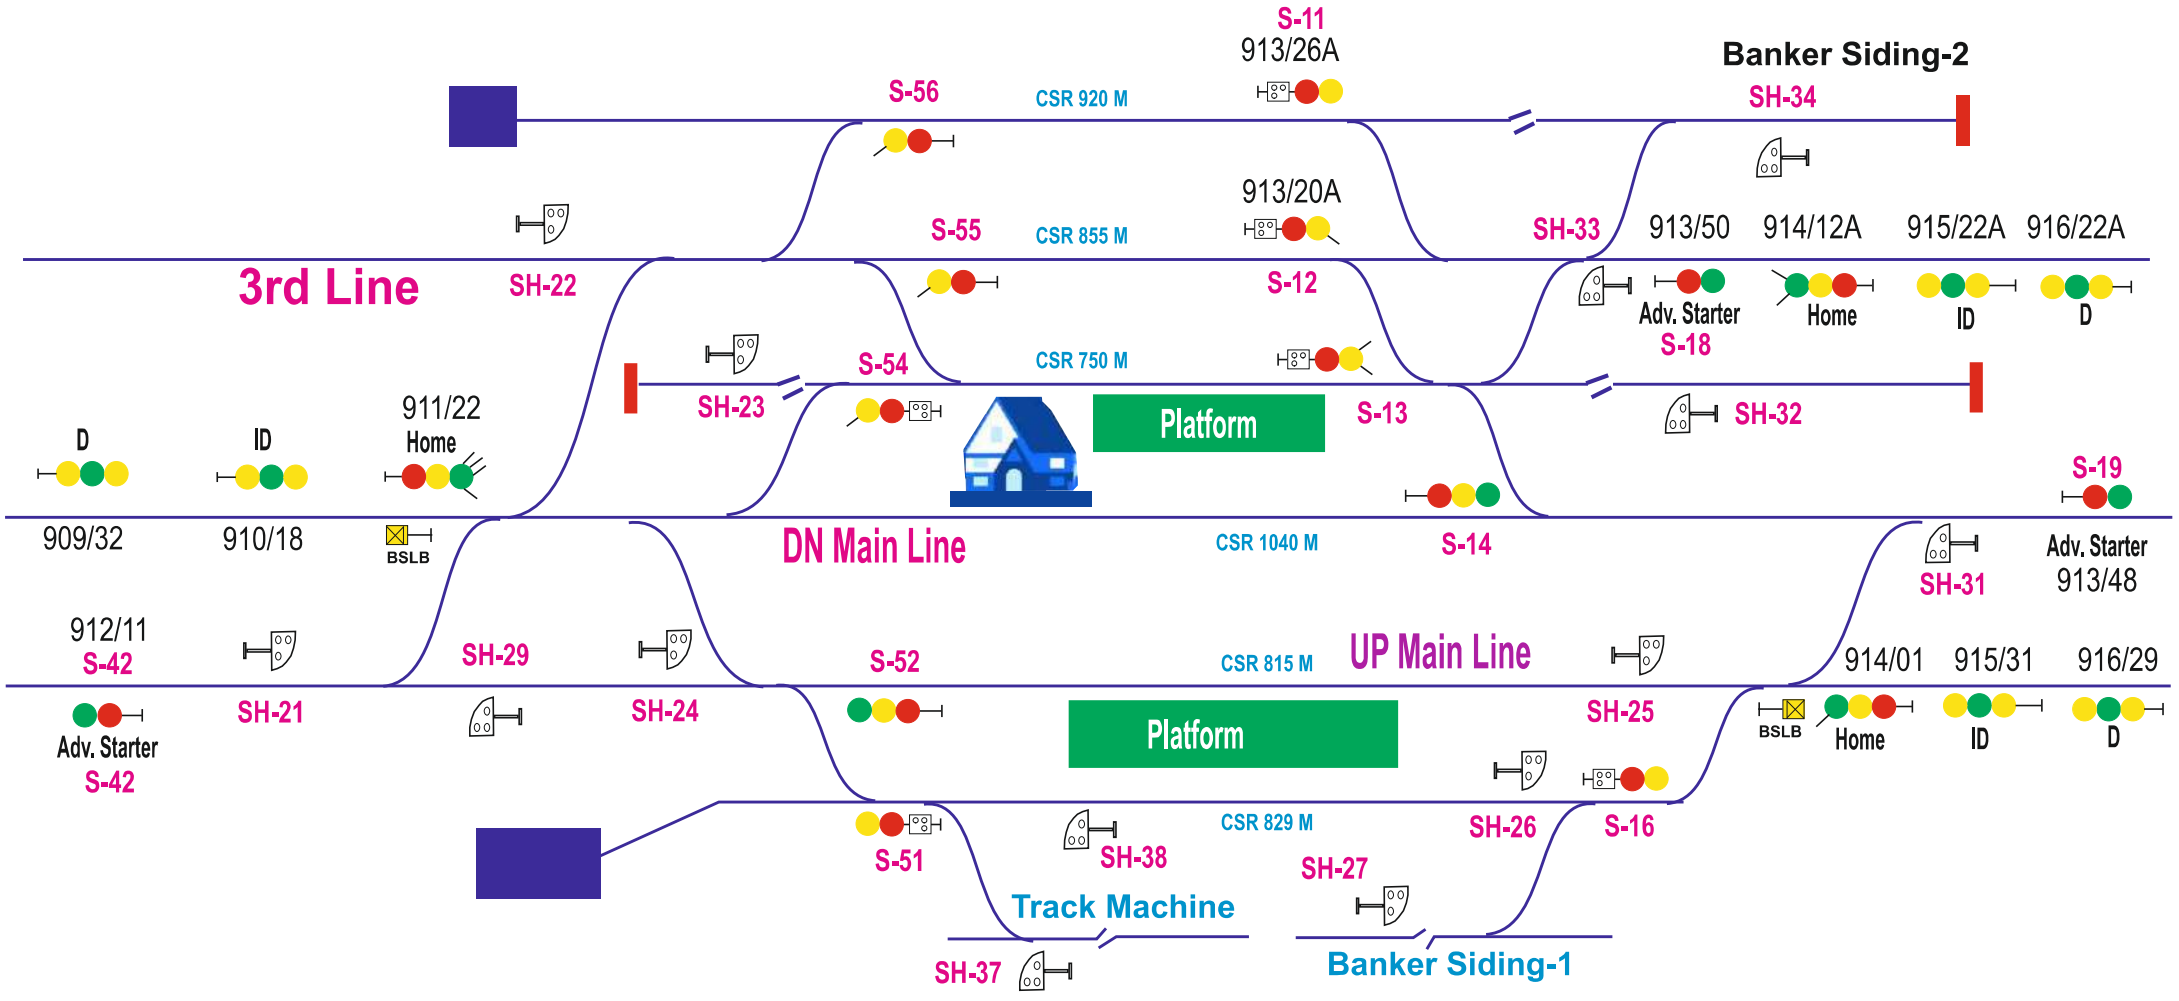 S-11
913/26A
Banker Siding-2
S-56
CSR 920 M
SH-34
913/20A
S-55
CSR 855 M
SH-33
913/50
914/12A
915/22A
916/22A
3rd Line
SH-22
S-12
Adv. Starter
S-18
Home
ID
D
S-54
CSR 750 M
SH-23
S-13
SH-32
Platform
911/22
Home
D
ID
S-19
909/32
910/18
BSLB
DN Main Line
CSR 1040 M
S-14
Adv. Starter
913/48
SH-31
912/11
S-42
SH-29
S-52
CSR 815 M
UP Main Line
914/01
915/31
916/29
SH-21
SH-24
SH-25
Adv. Starter
S-42
Platform
BSLB
Home
ID
D
CSR 829 M
SH-26
S-16
S-51
SH-38
SH-27
Track Machine
SH-37
Banker Siding-1